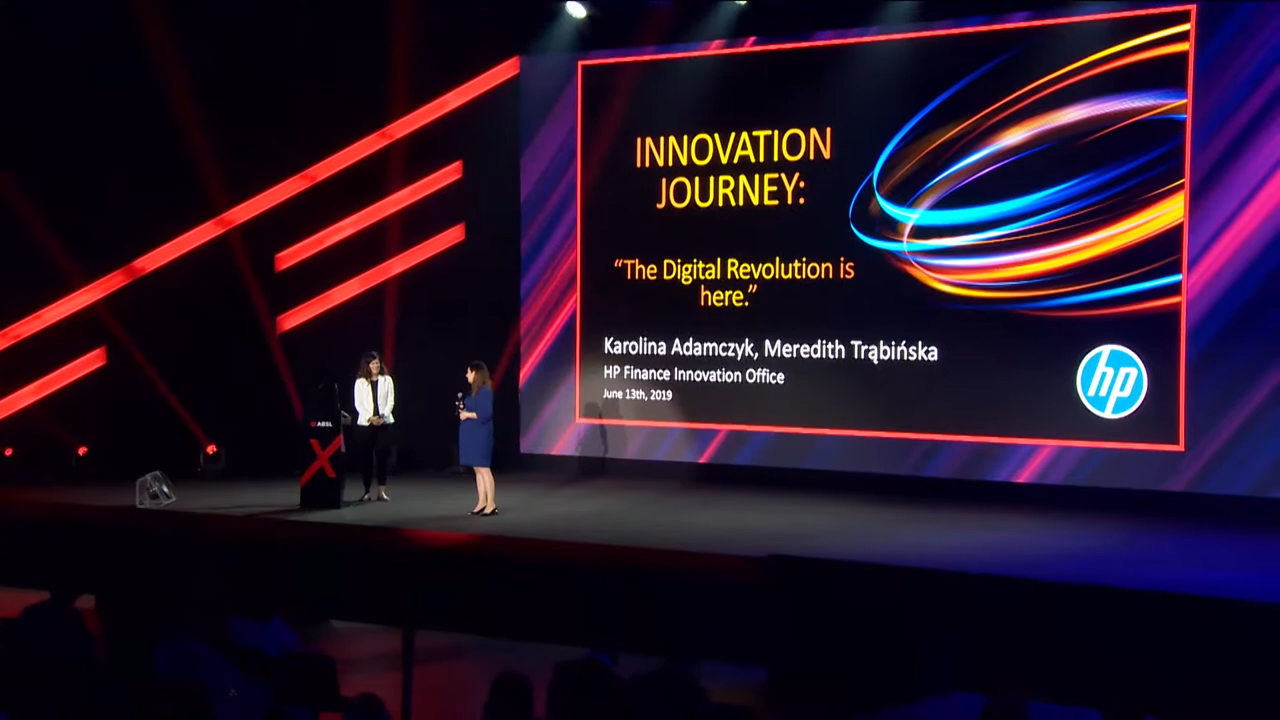 INNOVATION
JOURNEY:
“The Digital Revolution is
here.”
Karolina Adamczyk, Meredith Trąbińska
HP Finance Innovation Office
June 13th, 2019
hp
ABSL
X